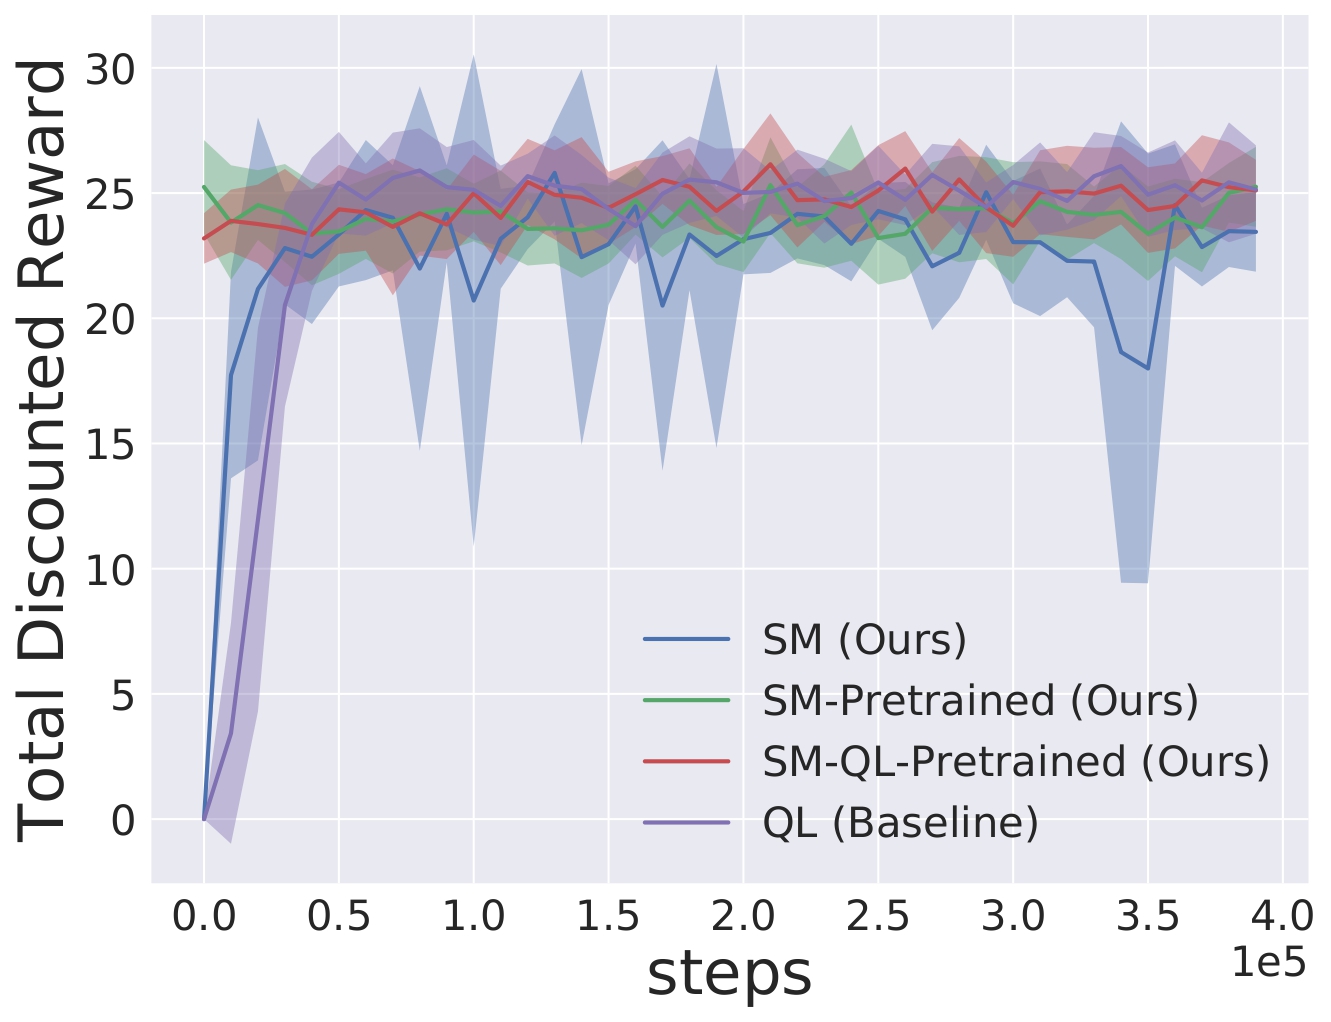 Total Discounted Reward
30
25
20
15
10
5
0
SM (Ours)
SM-Pretrained (Ours)
SM-QL-Pretrained (Ours)
QL (Baseline)
0.0 0.5 1.0 1.5 2.0 2.5 3.0 3.5 4.0
1e5
steps